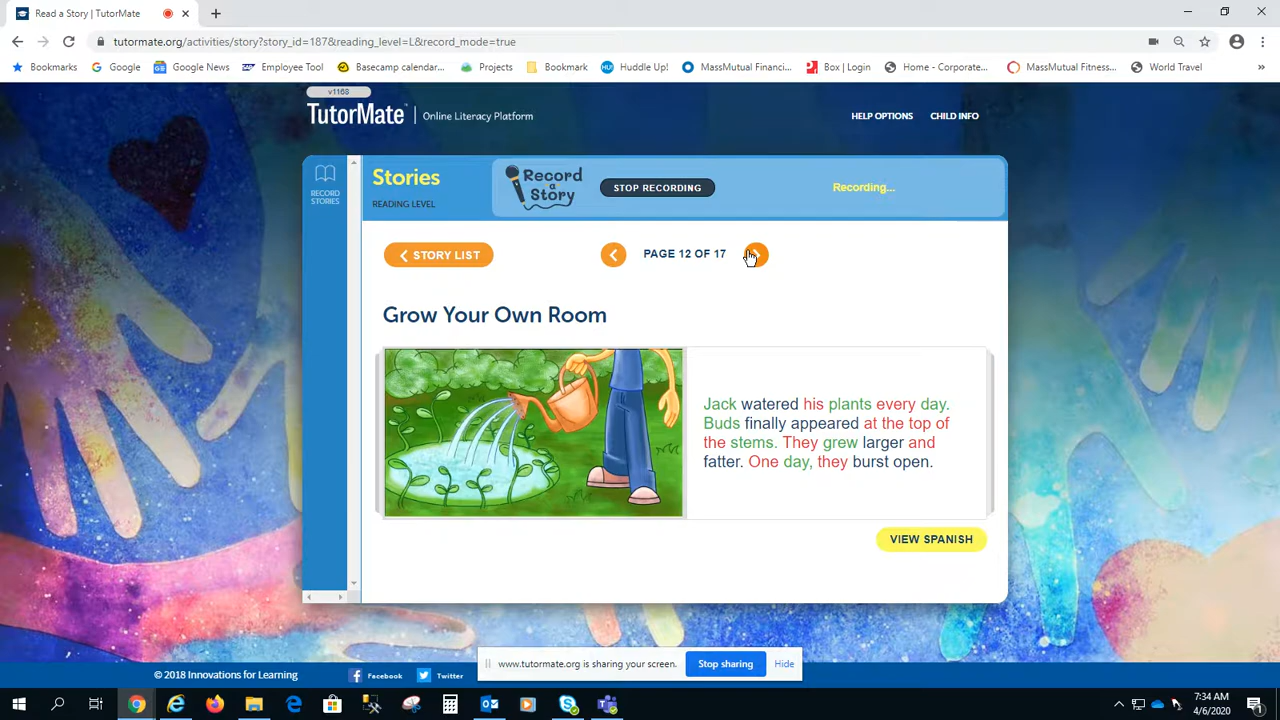 Read a Story | TutorMate
tutormate.org/activities/story?story_id=187&reading_level=L&record_mode=true
Bookmarks
Google
Google News
Employee Tool
Basecamp calendar...
Projects
Bookmark
HU!
Huddle Up!
MassMutual Financi...
Box | Login
Home - Corporate...
MassMutual Fitness...
World Travel
»
v1168
TutorMate
Online Literacy Platform
HELP OPTIONS
CHILD INFO
RECORD
STORIES
Stories
READING LEVEL
Record
a
Story
STOP RECORDING
Recording...
STORY LIST
PAGE 12 OF 17
Grow Your Own Room
Jack watered his plants every day.
Buds finally appeared at the top of
the stems. They grew larger and
fatter. One day, they burst open.
VIEW SPANISH
www.tutormate.org is sharing your screen.
Stop sharing
Hide
© 2018 Innovations for Learning
Facebook
Twitter
7:34 AM
4/6/2020